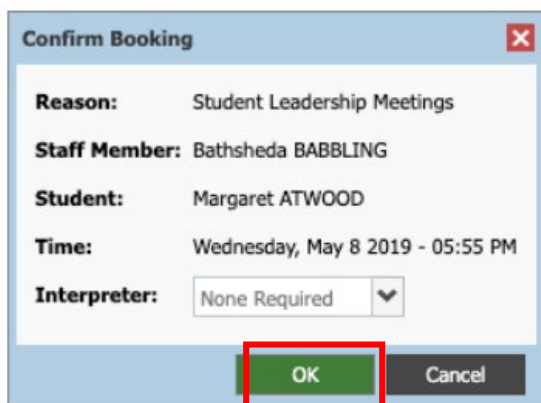 Confirm Booking
Reason: Student Leadership Meetings
Staff Member: Bathsheda BABBLING
Student: Margaret ATWOOD
Time: Wednesday, May 8 2019 - 05:55 PM
Interpreter: None Required
OK Cancel